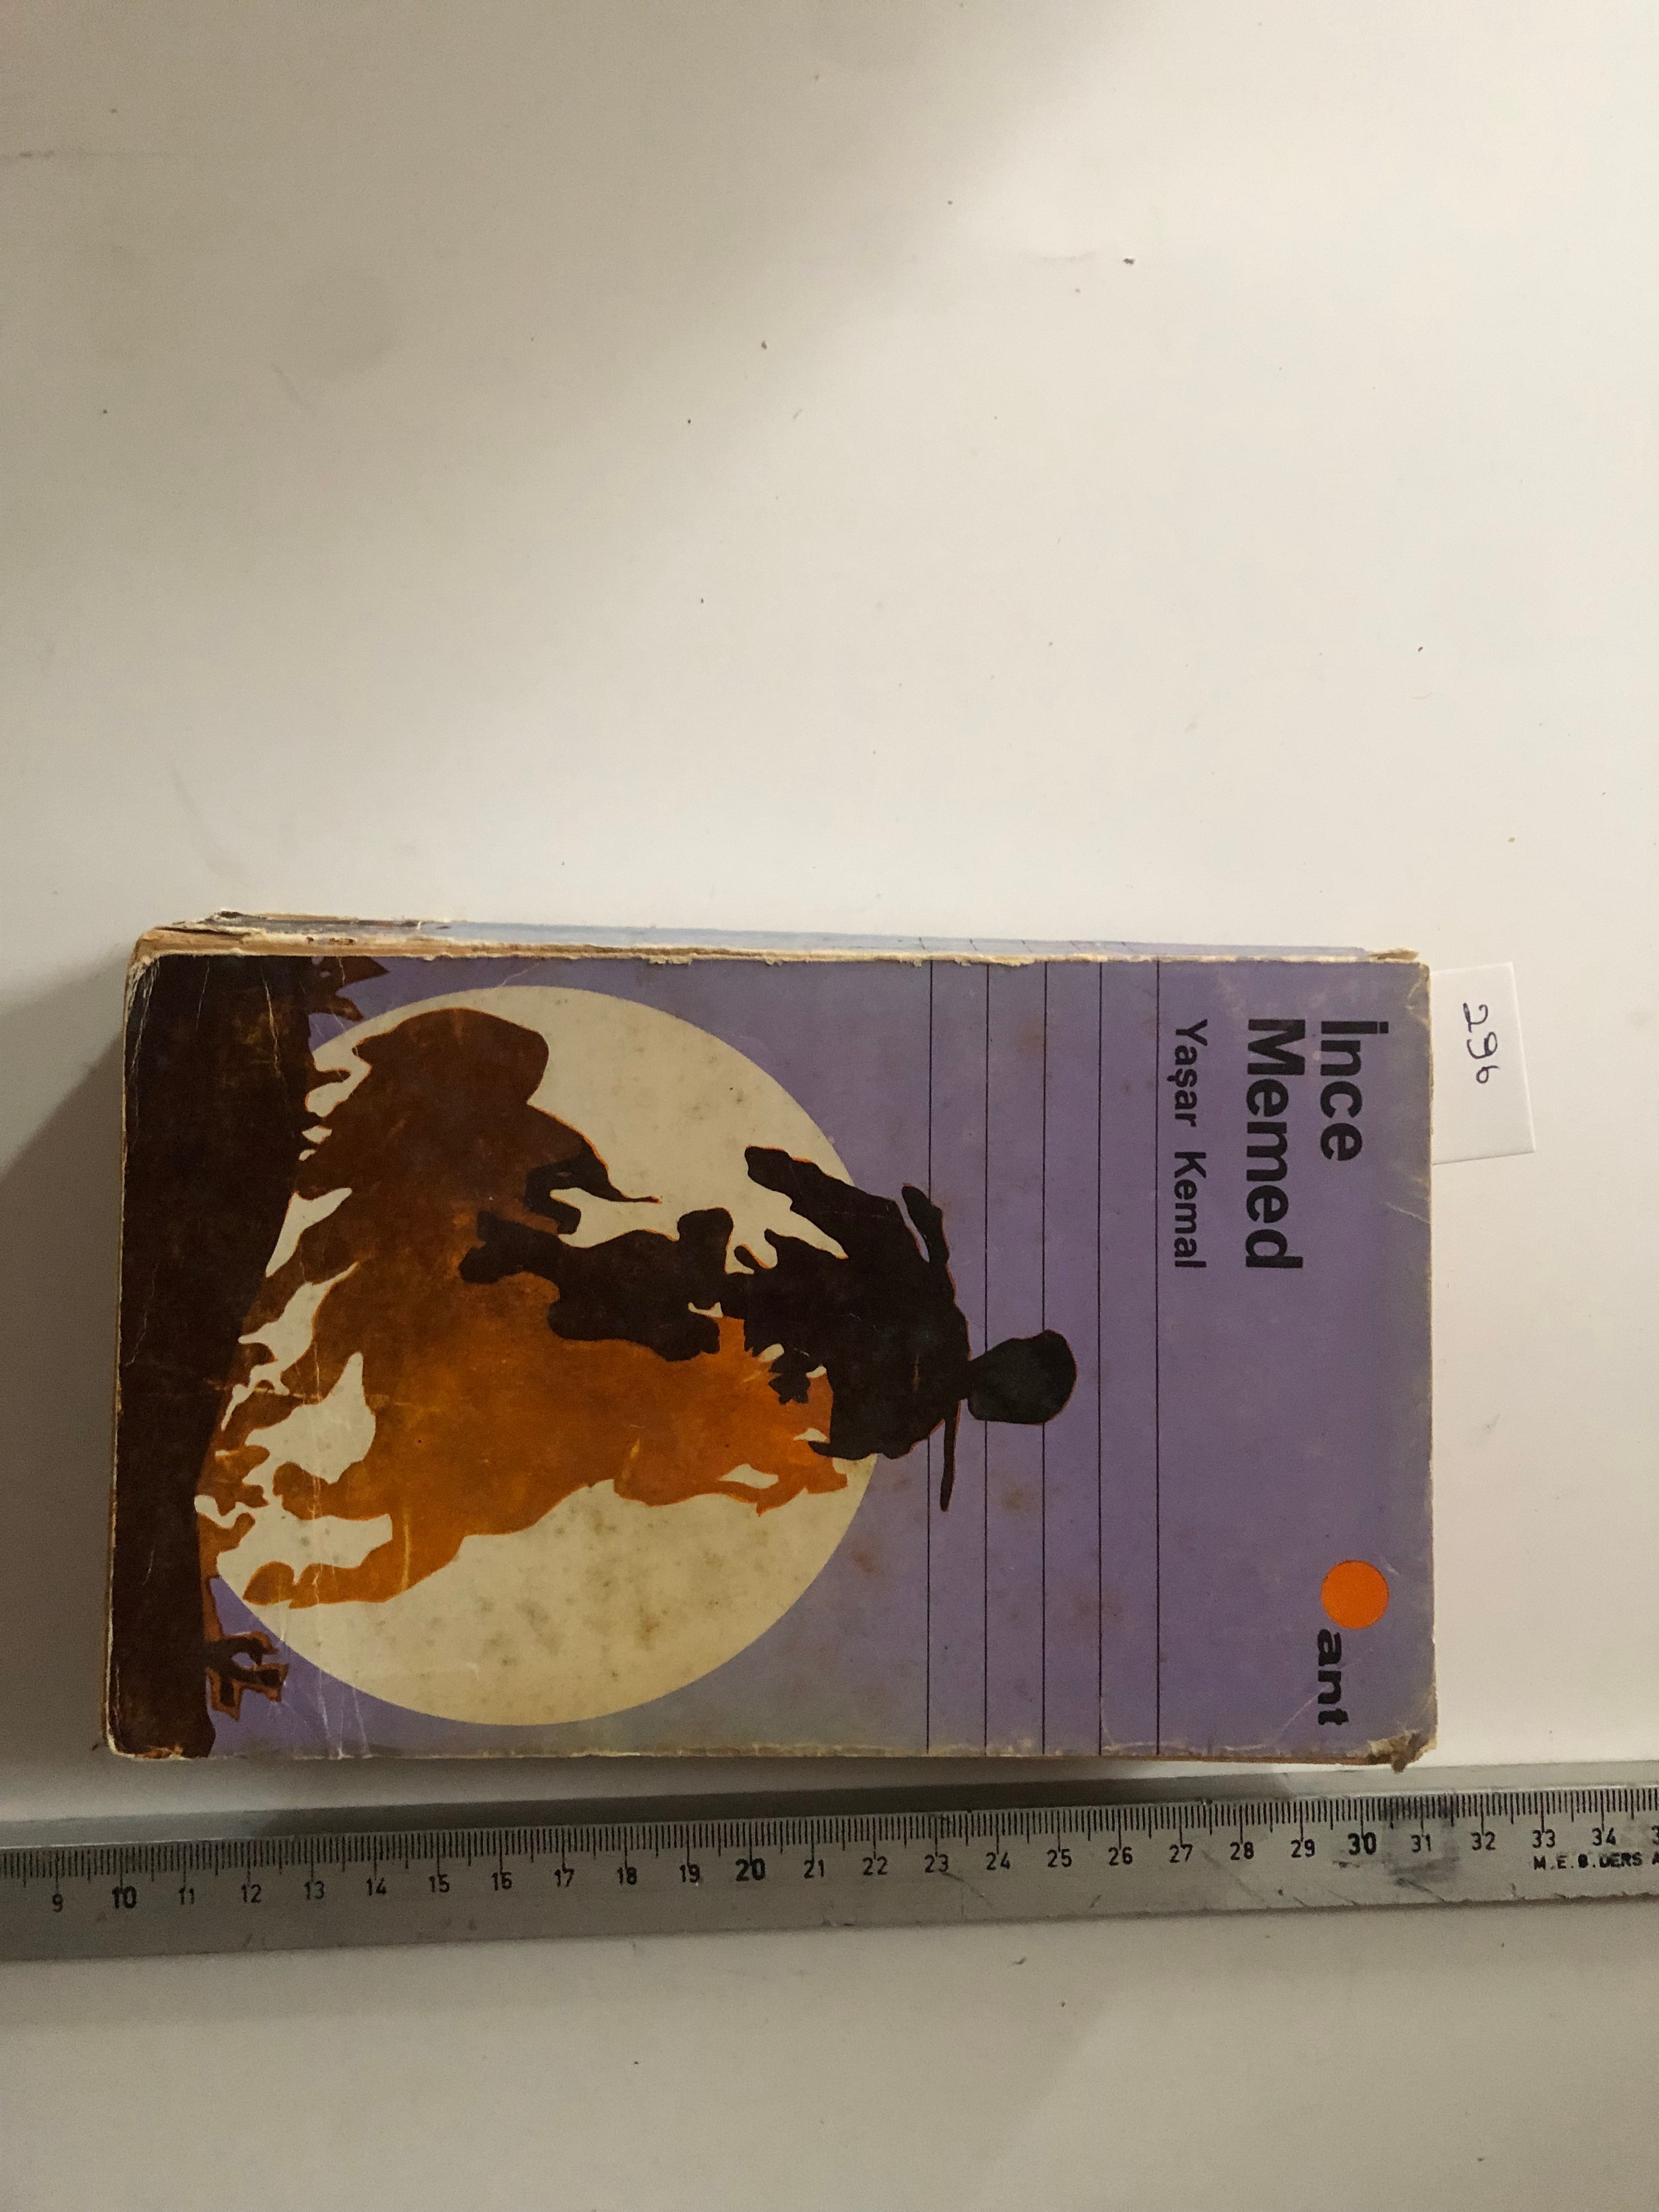 296
İnce
Memed
Yaşar Kemal
ant
9 10 11 12 13 14 15 16 17 18 19 20 21 22 23 24 25 26 27 28 29 30 31 32 33 34
M.E.B.DERS